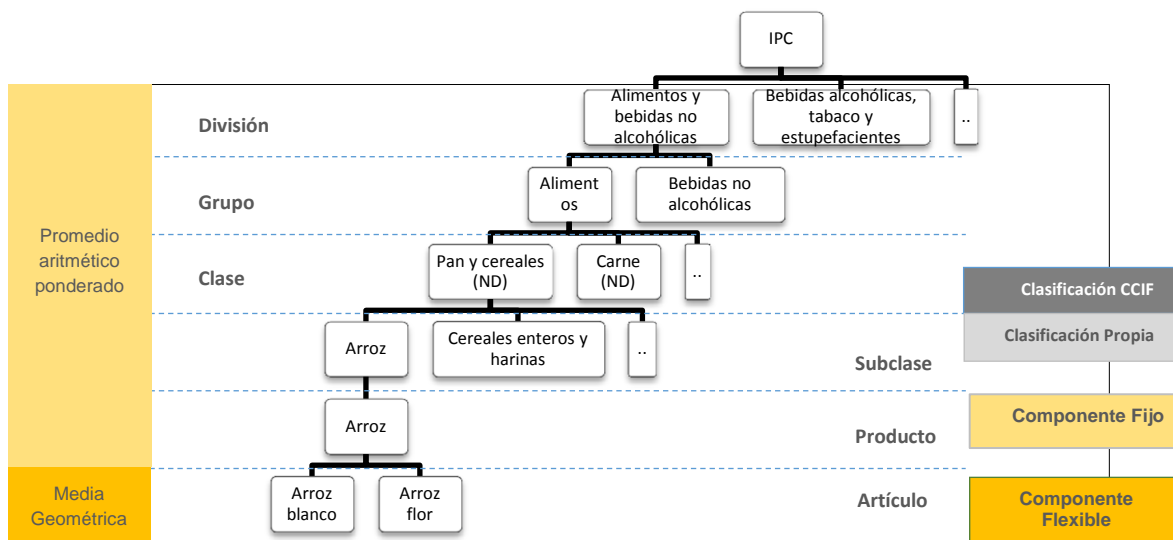 IPC
Alimentos y
bebidas no
alcohólicas
Bebidas alcohólicas,
tabaco y
estupefacientes
..
División
Aliment
os
Bebidas no
alcohólicas
Grupo
Promedio
aritmético
ponderado
Pan y cereales
(ND)
Carne
(ND)
..
Clase
Clasificación CCIF
Clasificación Propia
Arroz
Cereales enteros y
harinas
..
Subclase
Arroz
Producto
Componente Fijo
Media
Geométrica
Arroz
blanco
Arroz
flor
Artículo
Componente
Flexible